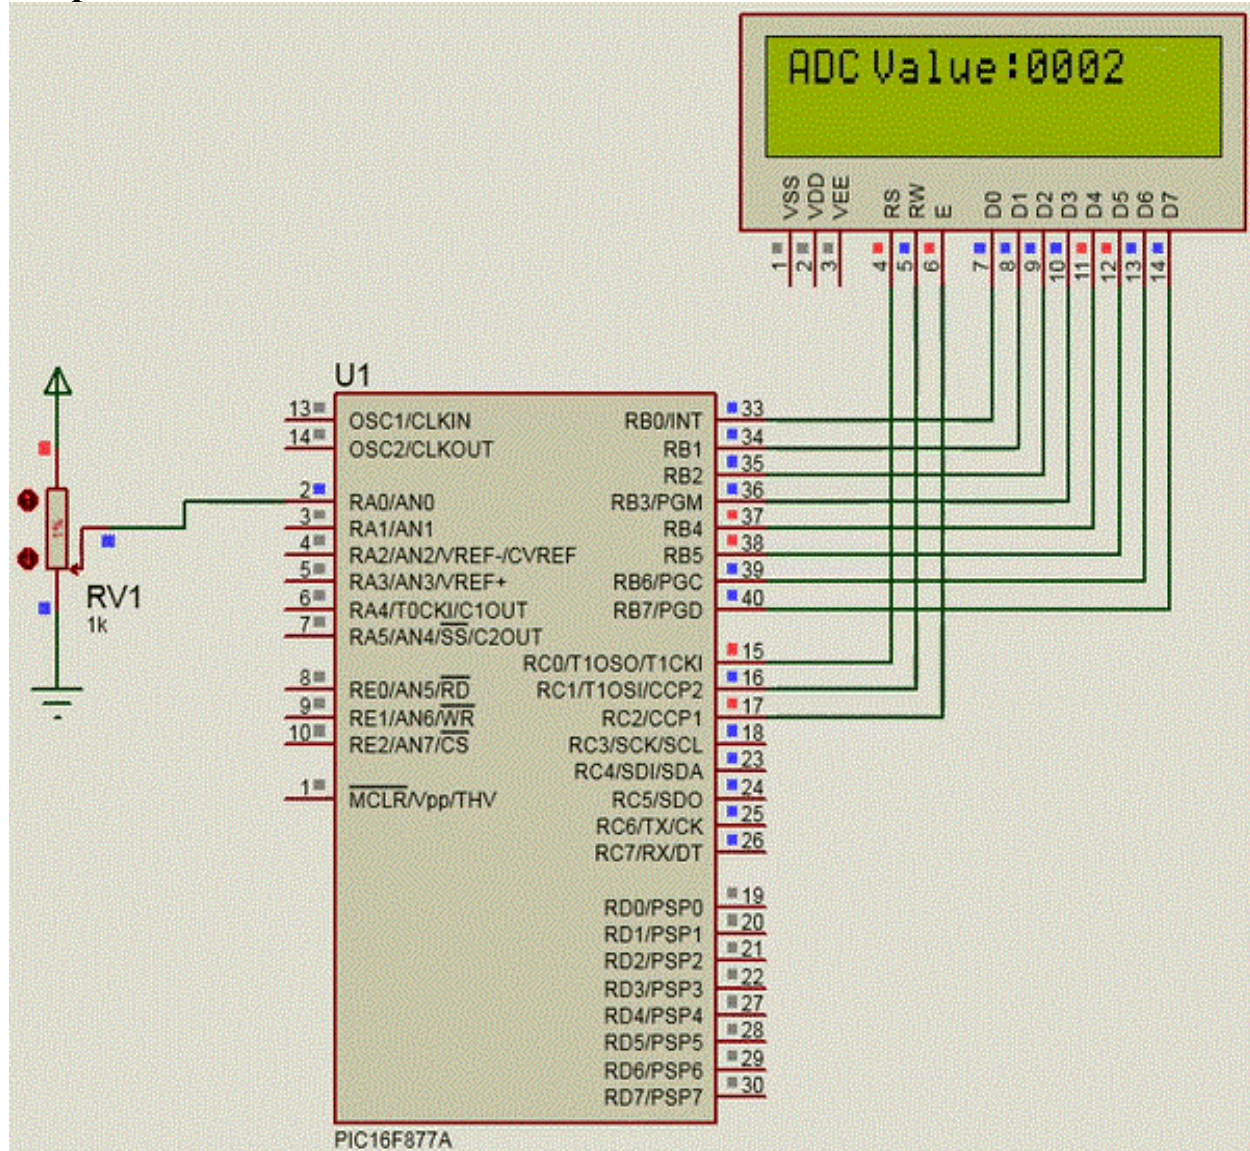 ADC Value:0002
VSS
VDD
VEE
RS
RW
E
D0
D1
D2
D3
D4
D5
D6
D7
1
2
3
4
5
6
7
8
9
10
11
12
13
14
U1
13 OSC1/CLKIN
14 OSC2/CLKOUT
2 RA0/AN0
3 RA1/AN1
4 RA2/AN2/VREF-/CVREF
5 RA3/AN3/VREF+
6 RA4/T0CKI/C1OUT
7 RA5/AN4/SS/C2OUT
8 RE0/AN5/RD
9 RE1/AN6/WR
10 RE2/AN7/CS
1 MCLR/Vpp/THV
RB0/INT 33
RB1 34
RB2 35
RB3/PGM 36
RB4 37
RB5 38
RB6/PGC 39
RB7/PGD 40
RC0/T1OSO/T1CKI 15
RC1/T1OSI/CCP2 16
RC2/CCP1 17
RC3/SCK/SCL 18
RC4/SDI/SDA 23
RC5/SDO 24
RC6/TX/CK 25
RC7/RX/DT 26
RD0/PSP0 19
RD1/PSP1 20
RD2/PSP2 21
RD3/PSP3 22
RD4/PSP4 27
RD5/PSP5 28
RD6/PSP6 29
RD7/PSP7 30
PIC16F877A
1%
RV1
1k